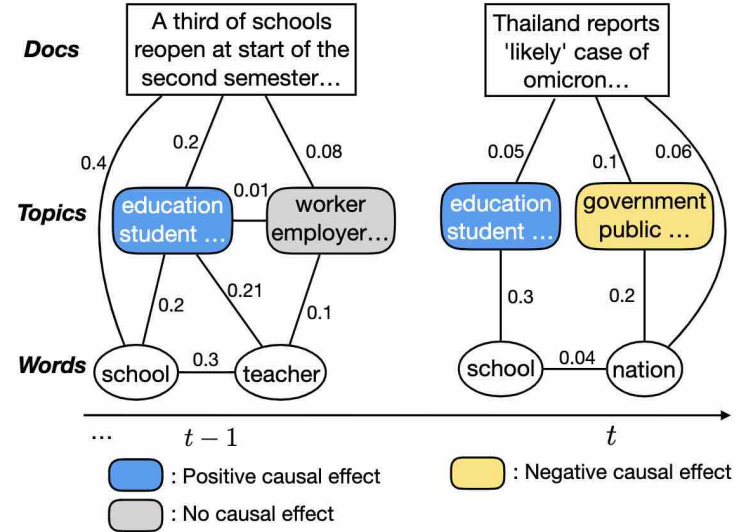 Docs
A third of schools
reopen at start of the
second semester…
Thailand reports
'likely' case of
omicron…
0.4
0.2
0.08
0.05
0.1
0.06
Topics
education
student …
0.01
worker
employer…
education
student …
government
public …
0.2
0.21
0.1
0.3
0.2
Words
school
0.3
teacher
school
0.04
nation
...
t − 1
t
: Positive causal effect
: Negative causal effect
: No causal effect